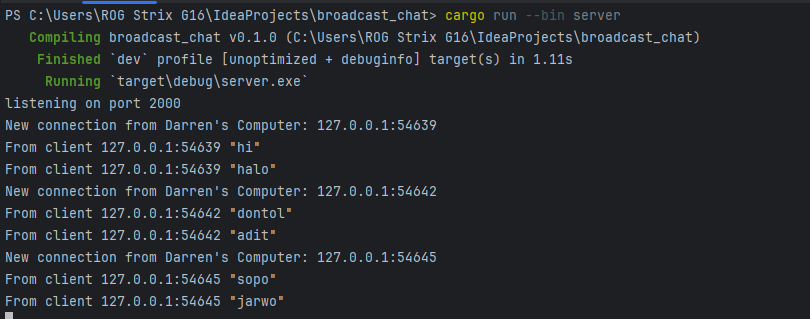 PS C:\Users\ROG Strix G16\IdeaProjects\broadcast_chat> cargo run --bin server
Compiling broadcast_chat v0.1.0 (C:\Users\ROG Strix G16\IdeaProjects\broadcast_chat)
Finished `dev` profile [unoptimized + debuginfo] target(s) in 1.11s
Running `target\debug\server.exe`
listening on port 2000
New connection from Darren's Computer: 127.0.0.1:54639
From client 127.0.0.1:54639 "hi"
From client 127.0.0.1:54639 "halo"
New connection from Darren's Computer: 127.0.0.1:54642
From client 127.0.0.1:54642 "dontol"
From client 127.0.0.1:54642 "adit"
New connection from Darren's Computer: 127.0.0.1:54645
From client 127.0.0.1:54645 "sopo"
From client 127.0.0.1:54645 "jarwo"